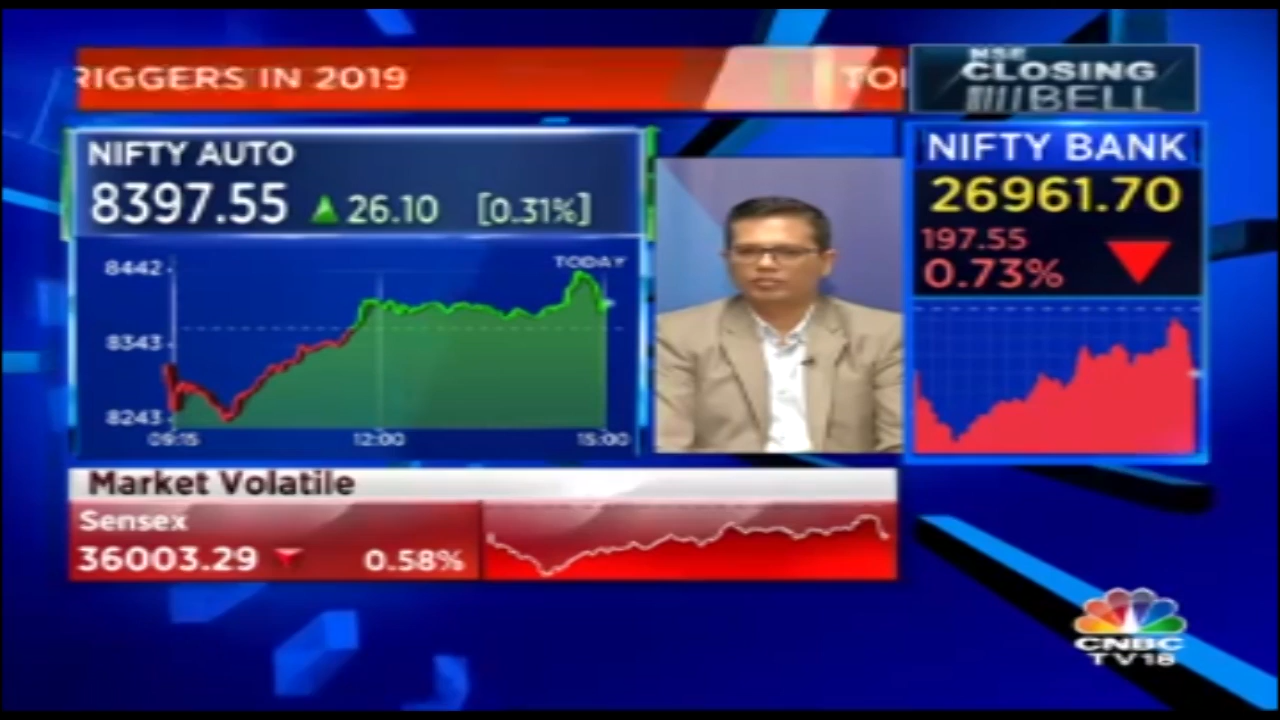 RIGGERS IN 2019 TO
NSE
CLOSING
BELL
NIFTY AUTO
8397.55 ▲ 26.10 [0.31%]
TODAY
8442
8343
8243
09:15 12:00 15:00
NIFTY BANK
26961.70
197.55
0.73% ▼
Market Volatile
Sensex
36003.29 ▼ 0.58%
CNBC
TV18